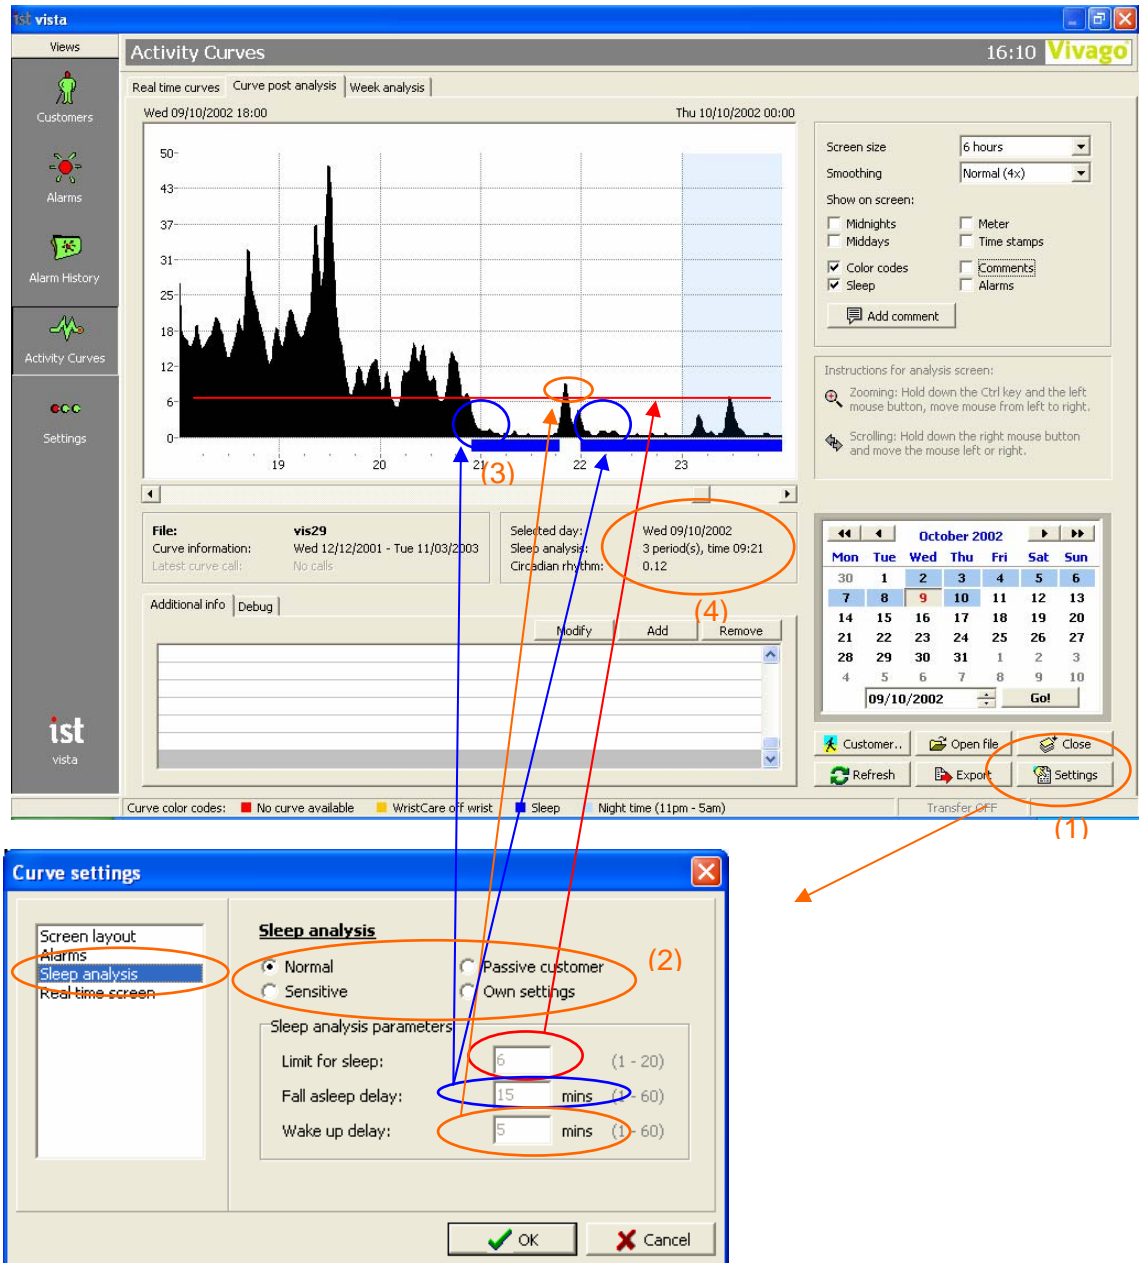 ist vista
Views
Activity Curves
16:10 Vivago
Customers
Alarms
Alarm History
Activity Curves
Settings
ist
vista
Real time curves Curve post analysis Week analysis
Wed 09/10/2002 18:00 Thu 10/10/2002 00:00
50
43
37
31
25
18
12
6
0
19 20 21 22 23
(3)
Screen size 6 hours
Smoothing Normal (4x)
Show on screen:
Midnights Meter
Middays Time stamps
Color codes Comments
Sleep Alarms
Add comment
Instructions for analysis screen:
Zooming: Hold down the Ctrl key and the left
mouse button, move mouse from left to right.
Scrolling: Hold down the right mouse button
and move the mouse left or right.
File: vis29
Curve information: Wed 12/12/2001 - Tue 11/03/2003
Latest curve call: No calls
Selected day: Wed 09/10/2002
Sleep analysis: 3 period(s), time 09:21
Circadian rhythm: 0.12
(4)
Additional info Debug
Modify Add Remove
October 2002
Mon Tue Wed Thu Fri Sat Sun
30 1 2 3 4 5 6
7 8 9 10 11 12 13
14 15 16 17 18 19 20
21 22 23 24 25 26 27
28 29 30 31 1 2 3
4 5 6 7 8 9 10
09/10/2002 Go!
Customer.. Open file Close
Refresh Export Settings
(1)
Curve color codes: No curve available WristCare off wrist Sleep Night time (11pm - 5am) Transfer OFF
Curve settings
Screen layout
Alarms
Sleep analysis
Real time screen
Sleep analysis
Normal Passive customer
Sensitive Own settings
(2)
Sleep analysis parameters
Limit for sleep: 6 (1 - 20)
Fall asleep delay: 15 mins (1 - 60)
Wake up delay: 5 mins (1 - 60)
OK Cancel